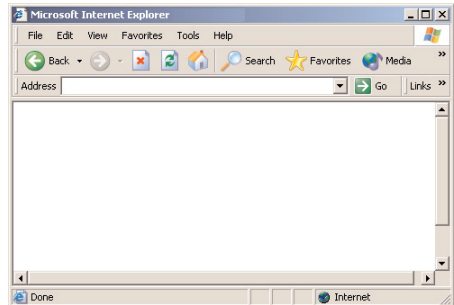 Microsoft Internet Explorer
File Edit View Favorites Tools Help
Back Search Favorites Media »
Address Go Links »
Done Internet